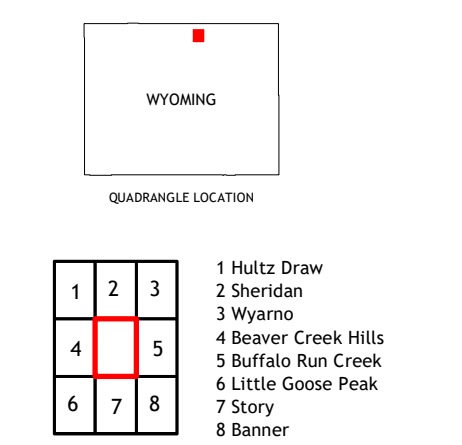 WYOMING
QUADRANGLE LOCATION
1 2 3
4 5
6 7 8
1 Hultz Draw
2 Sheridan
3 Wyarno
4 Beaver Creek Hills
5 Buffalo Run Creek
6 Little Goose Peak
7 Story
8 Banner